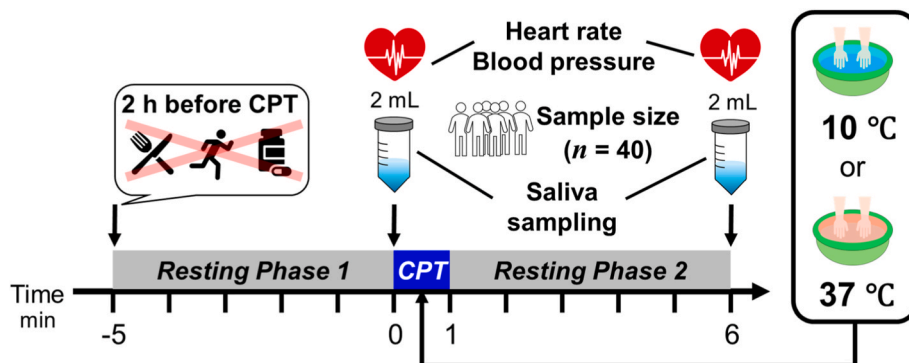 Heart rate
Blood pressure
2 h before CPT
2 mL
2 mL
Sample size
(n = 40)
Saliva
sampling
10 ℃
or
37 ℃
Resting Phase 1
CPT
Resting Phase 2
Time
min
-5
0
1
6